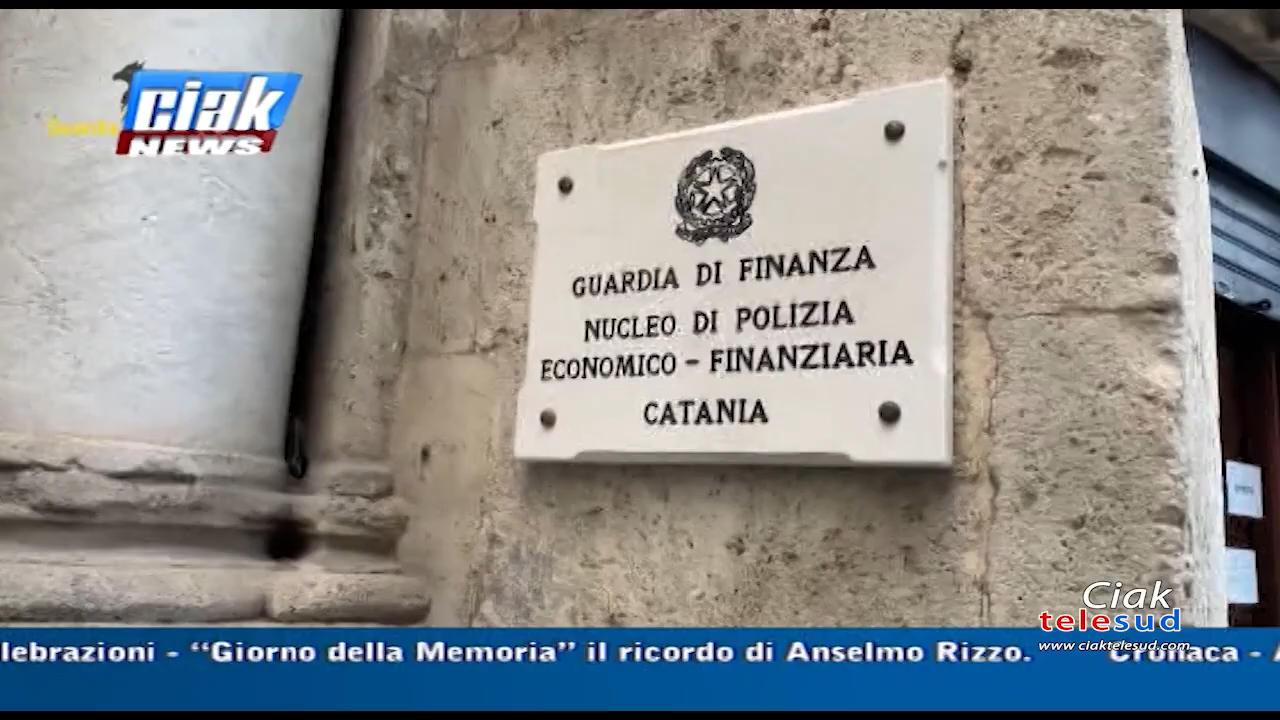 ciak
NEWS
GUARDIA DI FINANZA
NUCLEO DI POLIZIA
ECONOMICO - FINANZIARIA
CATANIA
Ciak
telesud
www.ciaktelesud.com
lebrazioni - “Giorno della Memoria” il ricordo di Anselmo Rizzo. Cronaca - A